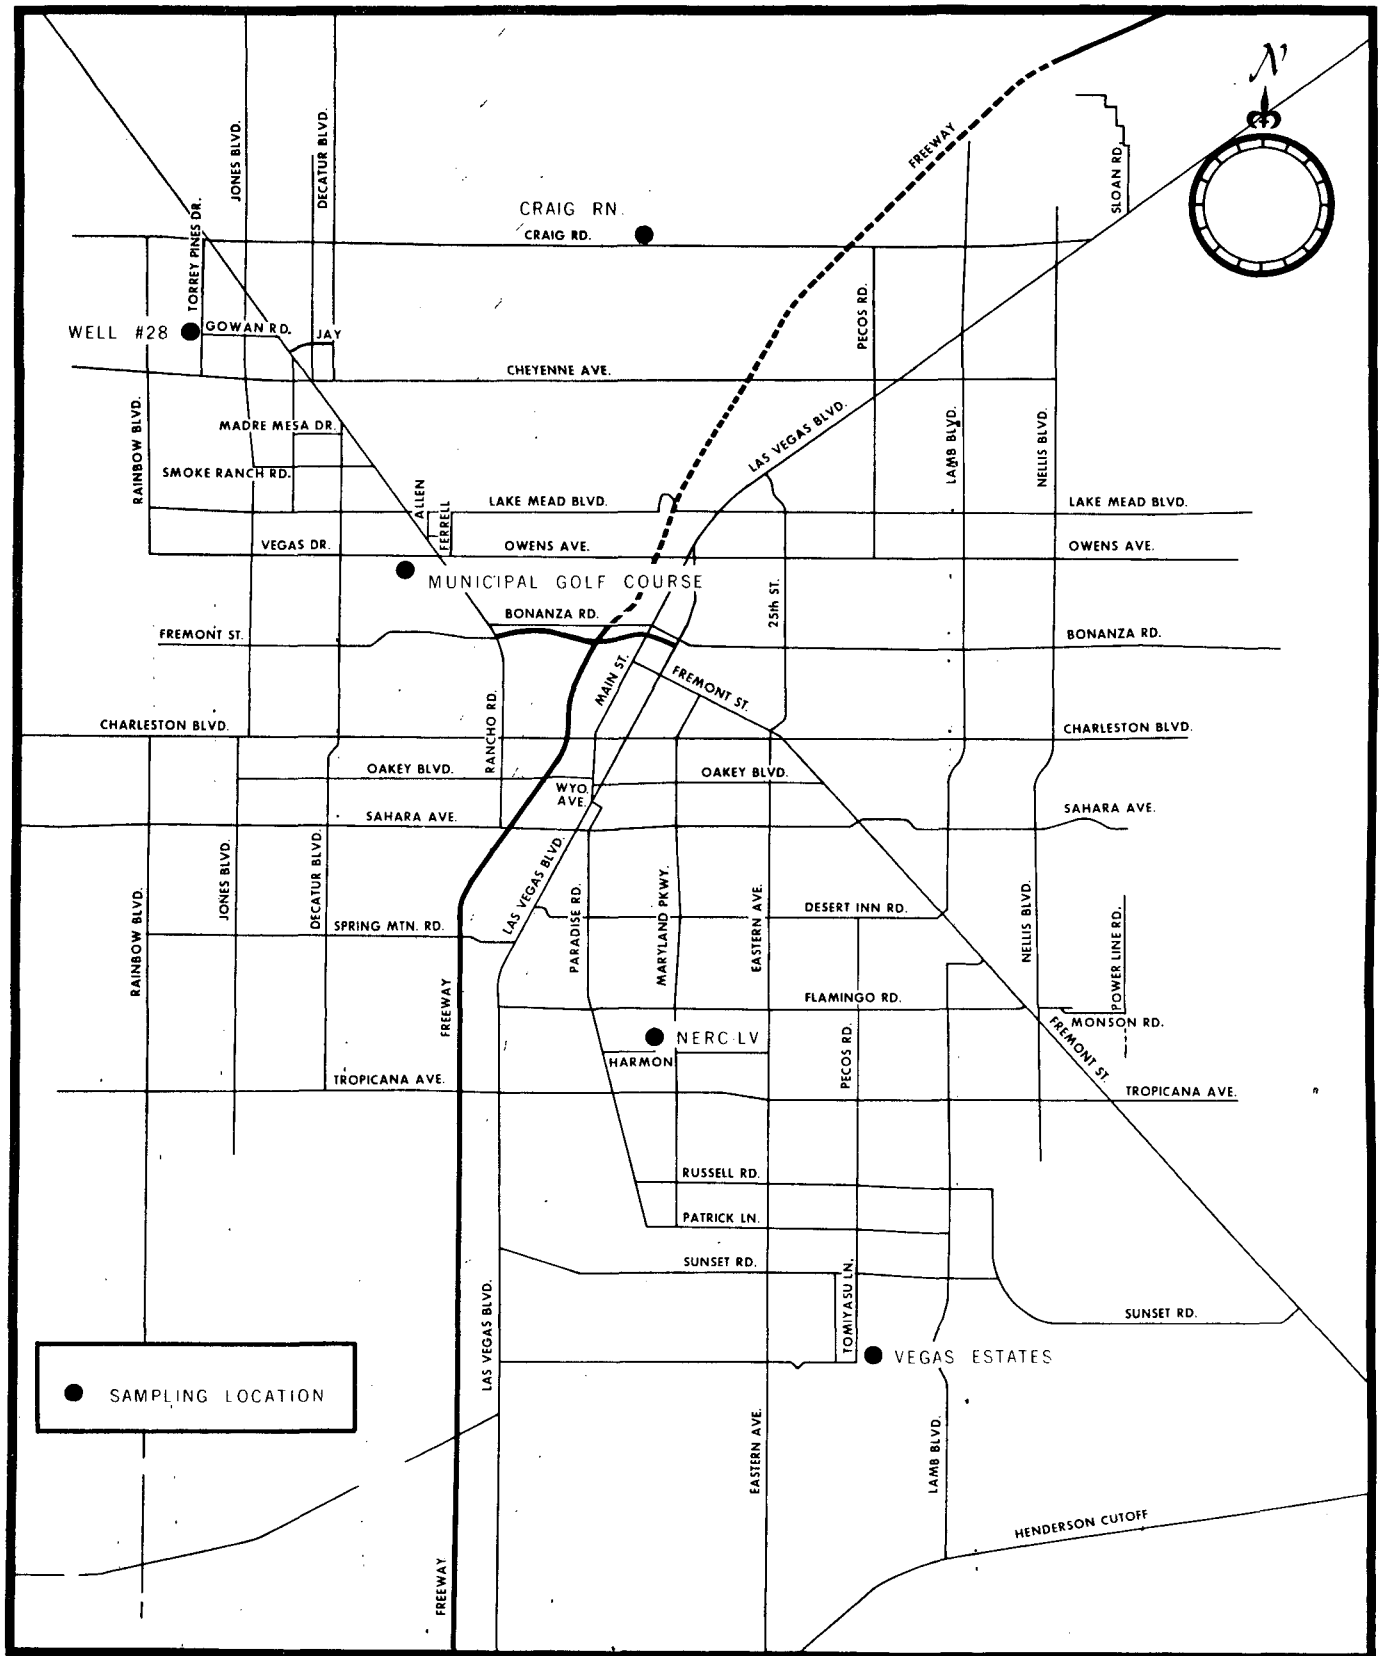 N
FREEWAY
SLOAN RD.
JONES BLVD.
DECATUR BLVD.
TORREY PINES DR.
CRAIG RN.
CRAIG RD.
PECOS RD.
WELL #28
GOWAN RD.
JAY
CHEYENNE AVE.
RAINBOW BLVD.
MADRE MESA DR.
SMOKE RANCH RD.
LAS VEGAS BLVD.
LAMB BLVD.
NELLIS BLVD.
ALLEN
FERRELL
LAKE MEAD BLVD.
LAKE MEAD BLVD.
VEGAS DR.
OWENS AVE.
OWENS AVE.
MUNICIPAL GOLF COURSE
25th ST.
BONANZA RD.
FREMONT ST.
BONANZA RD.
MAIN ST.
FREMONT ST.
RANCHO RD.
CHARLESTON BLVD.
CHARLESTON BLVD.
OAKEY BLVD.
OAKEY BLVD.
WYO.
AVE.
SAHARA AVE.
SAHARA AVE.
JONES BLVD.
DECATUR BLVD.
RAINBOW BLVD.
LAS VEGAS BLVD.
PARADISE RD.
MARYLAND PKWY.
EASTERN AVE.
DESERT INN RD.
SPRING MTN. RD.
NELLIS BLVD.
POWER LINE RD.
FREEWAY
FLAMINGO RD.
MONSON RD.
FREMONT ST.
NERC-LV
PECOS RD.
HARMON
TROPICANA AVE.
TROPICANA AVE.
RUSSELL RD.
PATRICK LN.
SUNSET RD.
TOMIYASU LN.
SUNSET RD.
LAS VEGAS BLVD.
VEGAS ESTATES
SAMPLING LOCATION
EASTERN AVE.
LAMB BLVD.
HENDERSON CUTOFF
FREEWAY